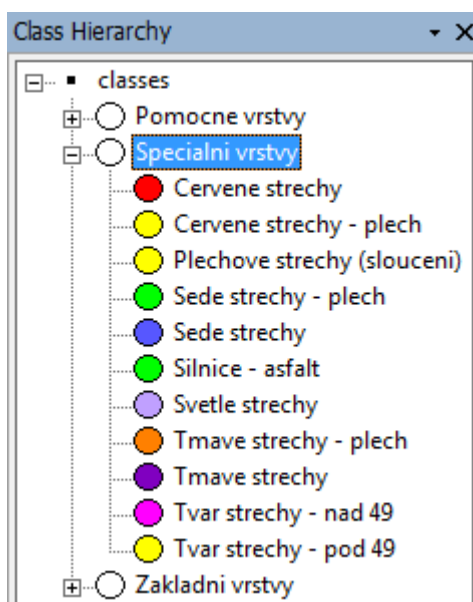 Class Hierarchy
classes
Pomocne vrstvy
Specialni vrstvy
Cervene strechy
Cervene strechy - plech
Plechove strechy (slouceni)
Sede strechy - plech
Sede strechy
Silnice - asfalt
Svetle strechy
Tmave strechy - plech
Tmave strechy
Tvar strechy - nad 49
Tvar strechy - pod 49
Zakladni vrstvy